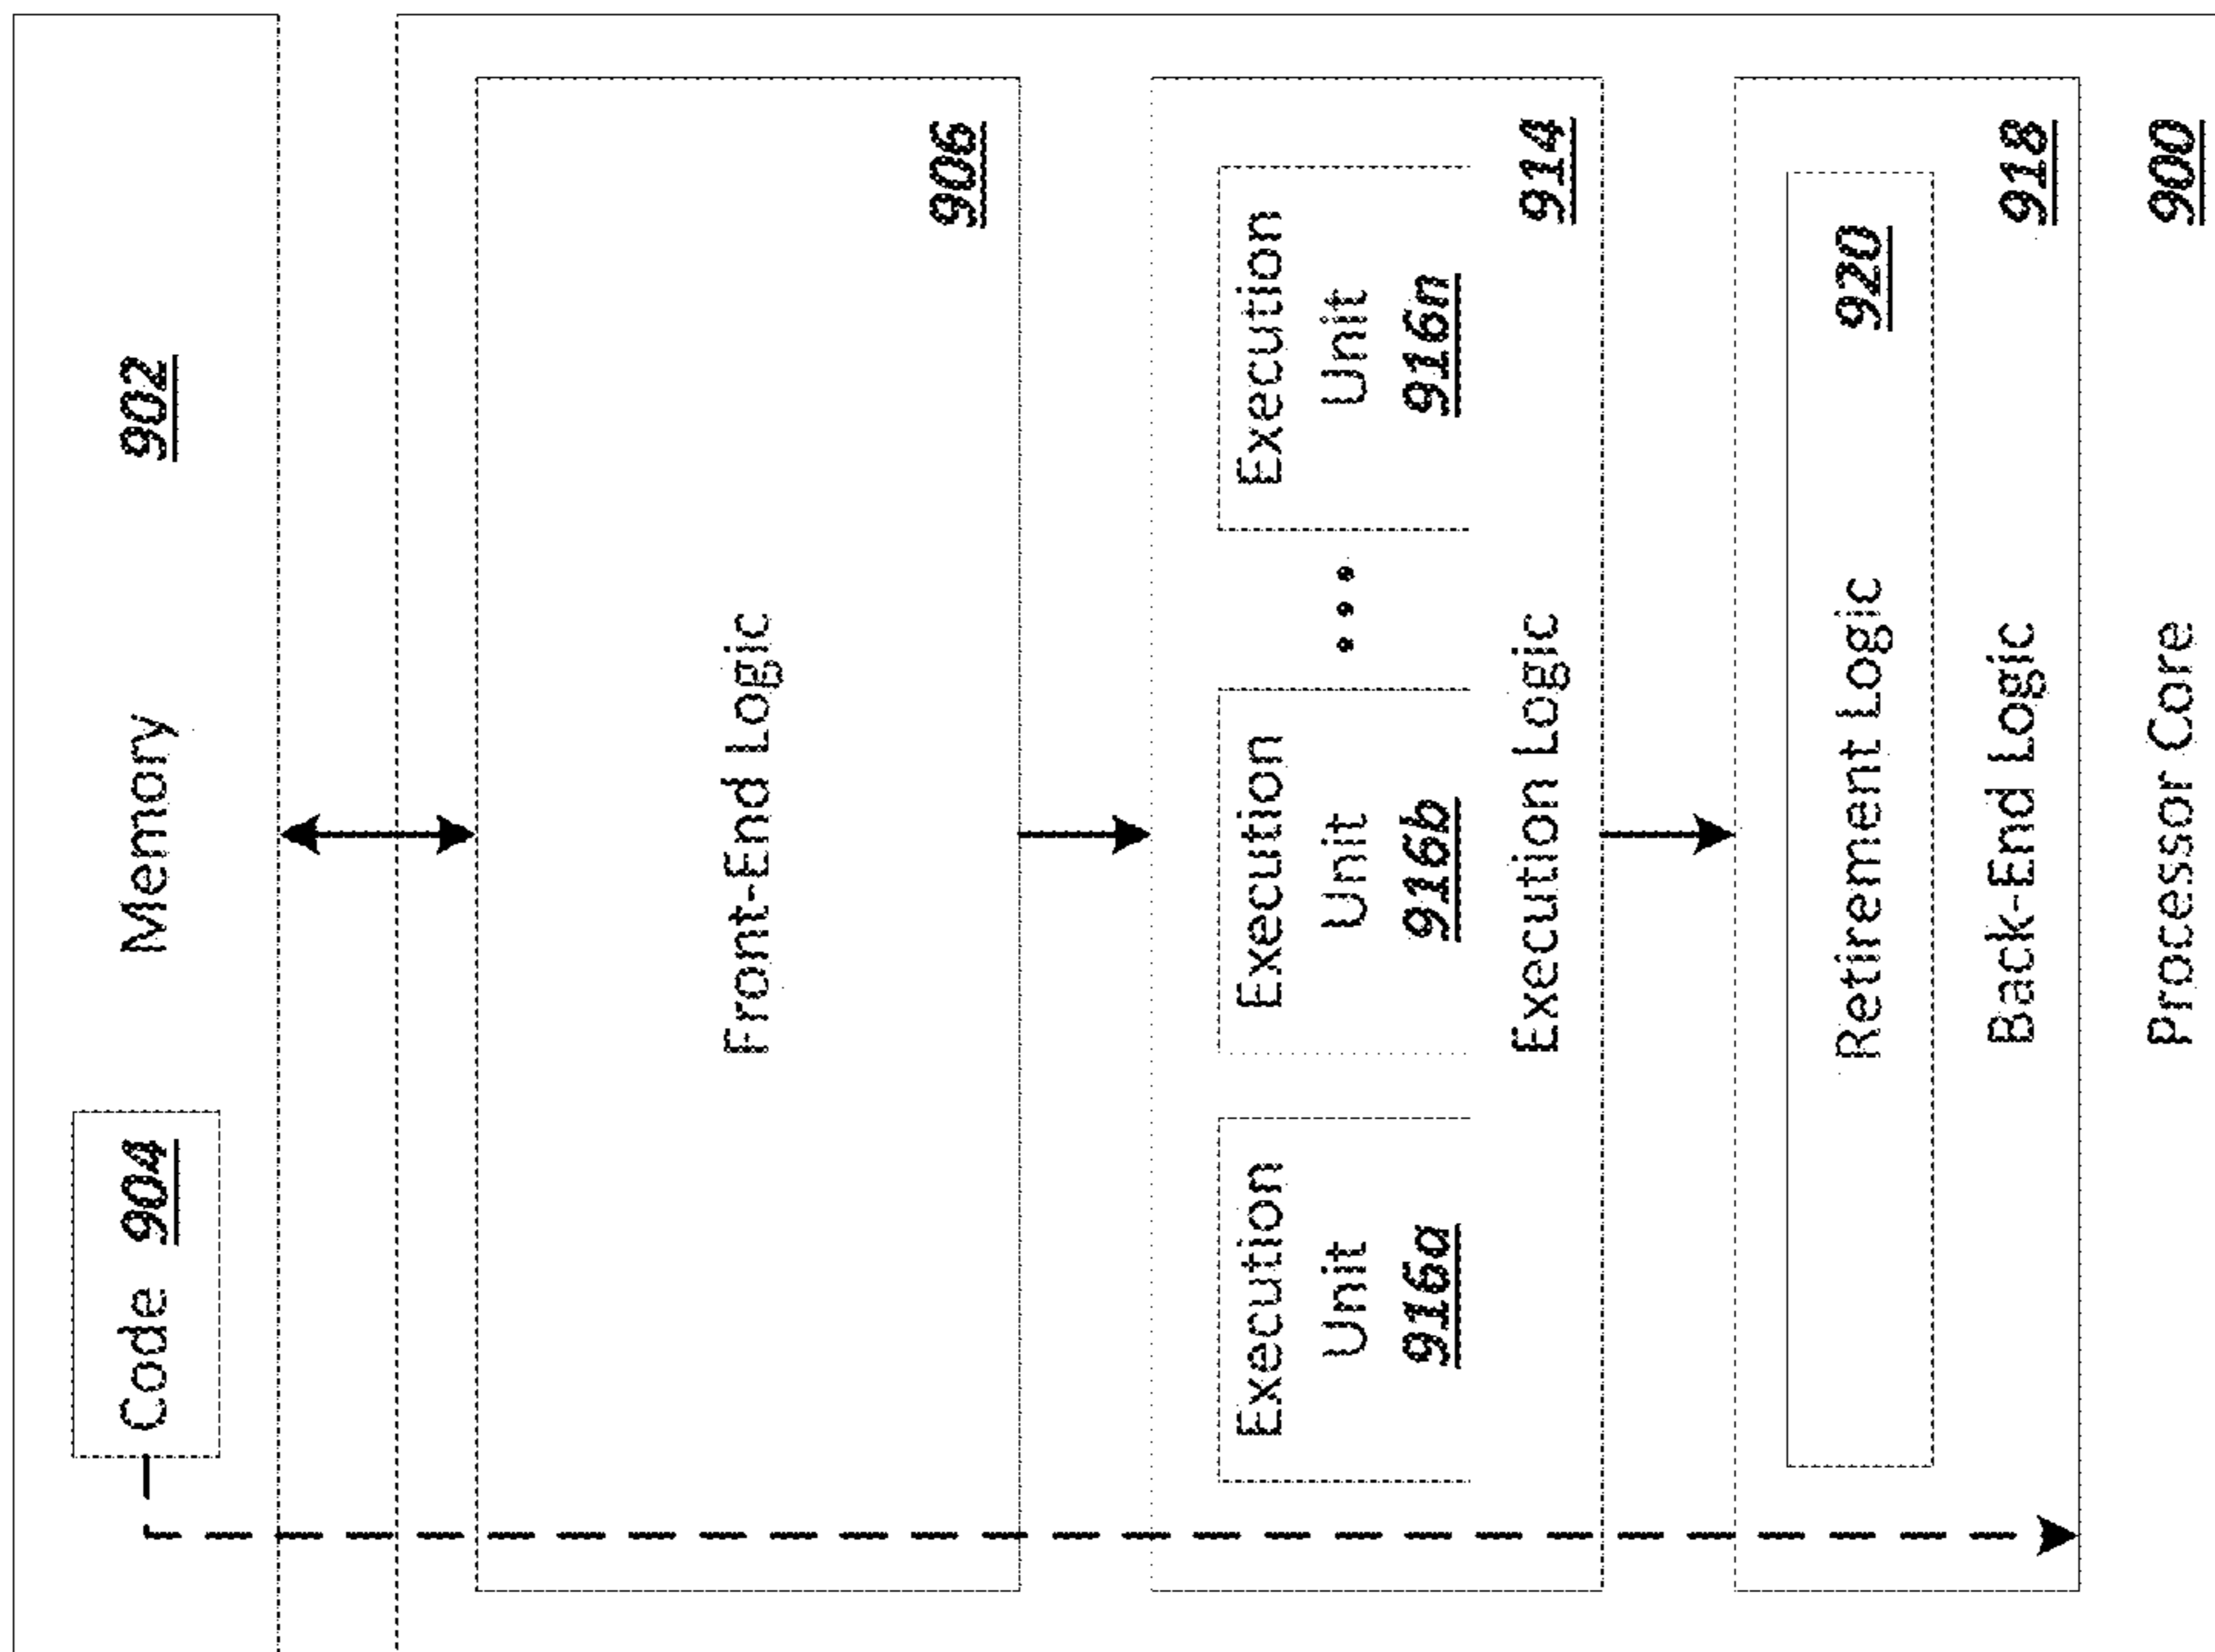 Code 904
Memory
902
Front-End Logic
906
Execution
Unit
916a
Execution
Unit
916b
...
Execution
Unit
916n
Execution Logic
914
Retirement Logic
920
Back-End Logic
918
Processor Core
900